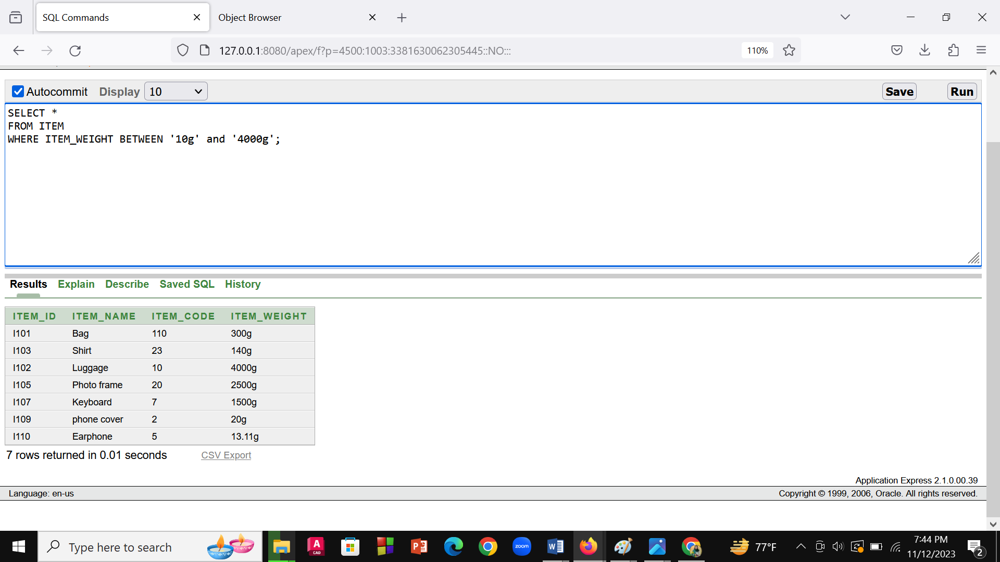 SQL Commands
Object Browser
127.0.0.1:8080/apex/f?p=4500:1003:3381630062305445::NO:::
110%
Autocommit Display 10 Save Run
SELECT *
FROM ITEM
WHERE ITEM_WEIGHT BETWEEN '10g' and '4000g';
Results Explain Describe Saved SQL History
ITEM_ID ITEM_NAME ITEM_CODE ITEM_WEIGHT
I101 Bag 110 300g
I103 Shirt 23 140g
I102 Luggage 10 4000g
I105 Photo frame 20 2500g
I107 Keyboard 7 1500g
I109 phone cover 2 20g
I110 Earphone 5 13.11g
7 rows returned in 0.01 seconds CSV Export
Application Express 2.1.0.00.39
Language: en-us Copyright © 1999, 2006, Oracle. All rights reserved.
Type here to search
A CAD
P
zoom
W
77°F
7:44 PM
11/12/2023
2